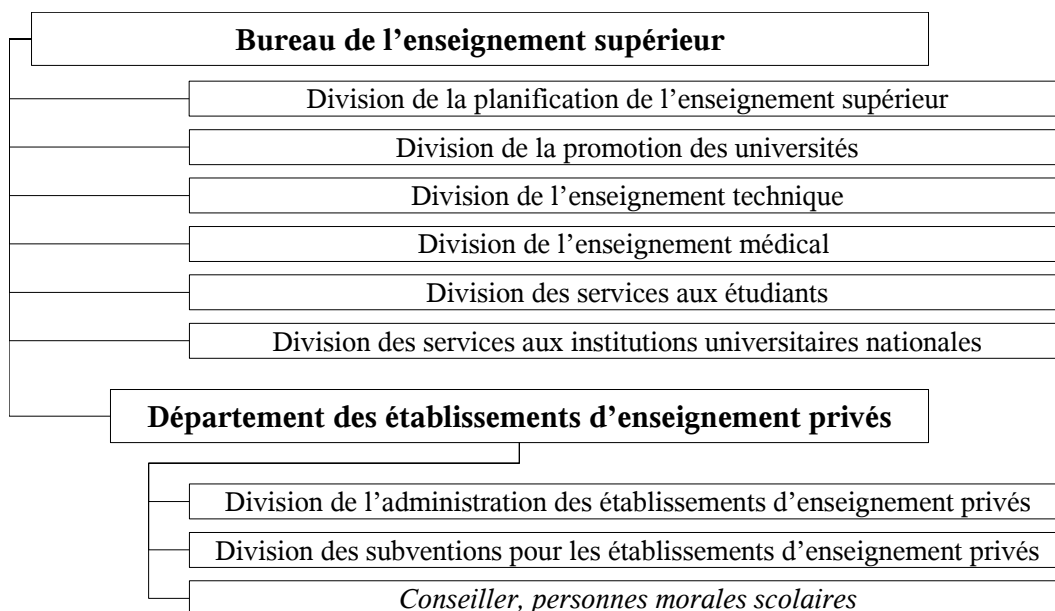 Bureau de l’enseignement supérieur
Division de la planification de l’enseignement supérieur
Division de la promotion des universités
Division de l’enseignement technique
Division de l’enseignement médical
Division des services aux étudiants
Division des services aux institutions universitaires nationales
Département des établissements d’enseignement privés
Division de l’administration des établissements d’enseignement privés
Division des subventions pour les établissements d’enseignement privés
Conseiller, personnes morales scolaires